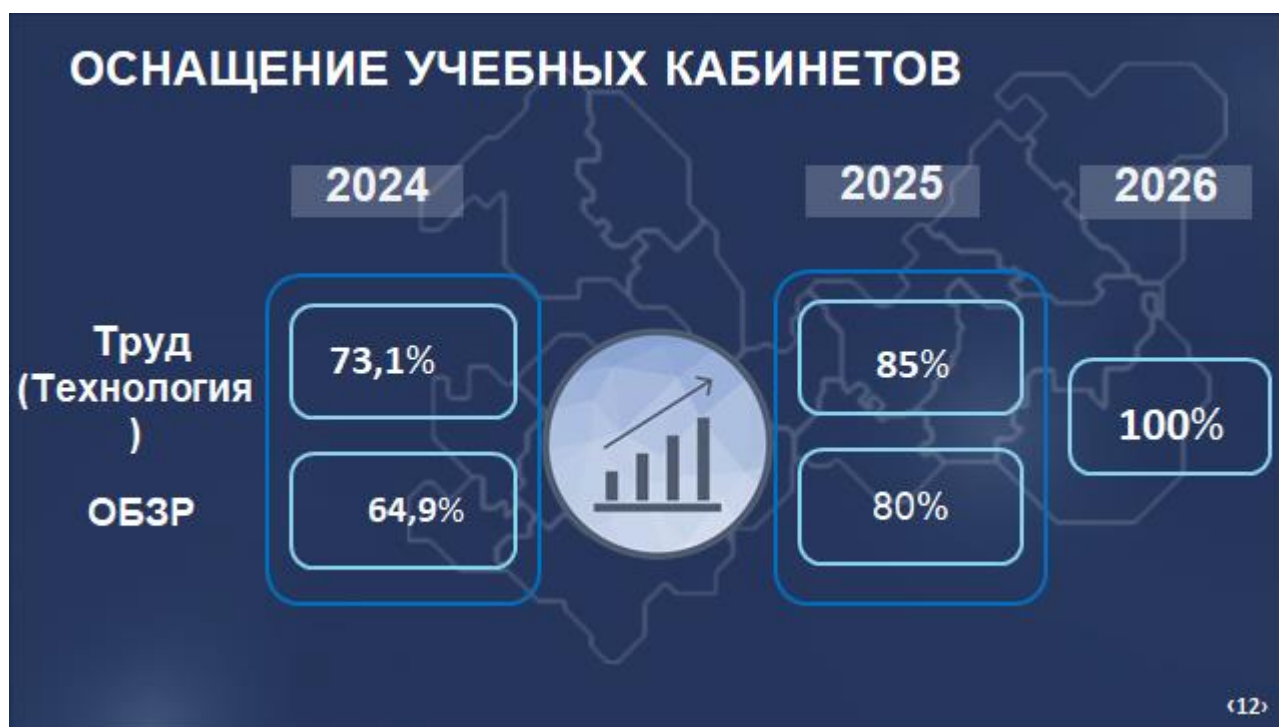 ОСНАЩЕНИЕ УЧЕБНЫХ КАБИНЕТОВ
2024
2025
2026
Труд
(Технология
)
73,1%
85%
100%
ОБЗР
64,9%
80%
‹12›